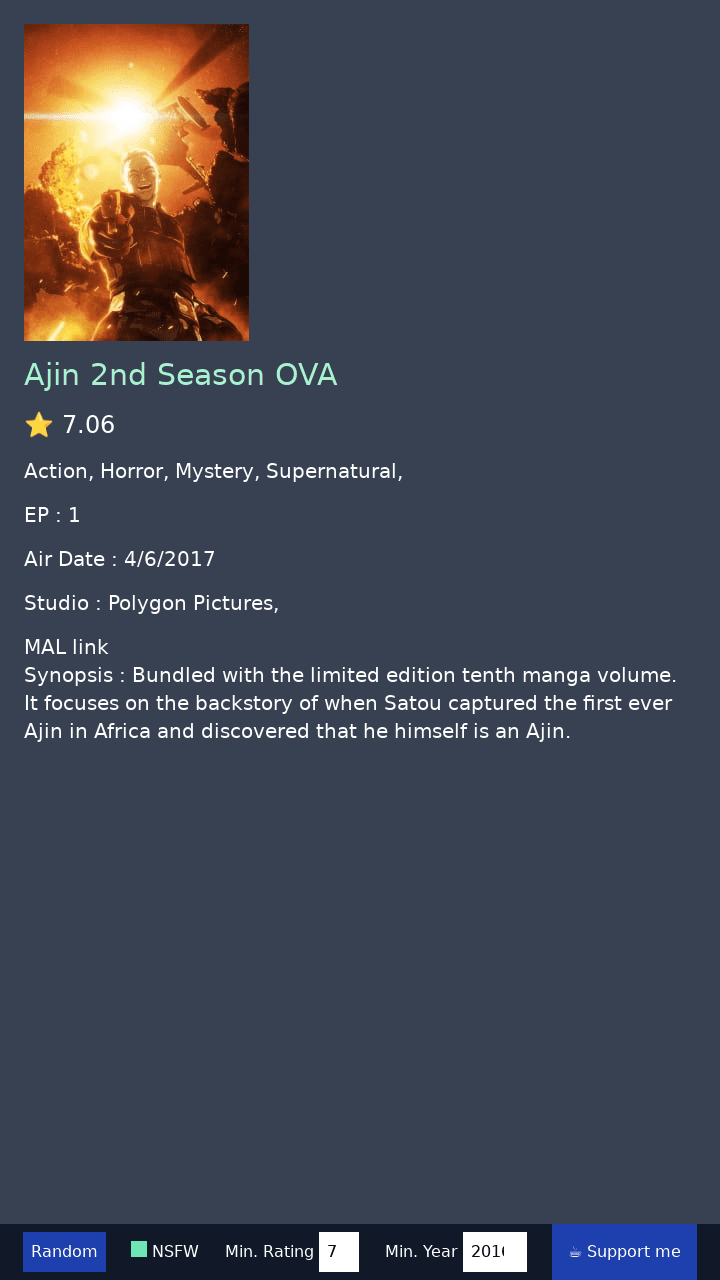 Ajin 2nd Season OVA
⭐ 7.06
Action, Horror, Mystery, Supernatural,
EP : 1
Air Date : 4/6/2017
Studio : Polygon Pictures,
MAL link
Synopsis : Bundled with the limited edition tenth manga volume.
It focuses on the backstory of when Satou captured the first ever
Ajin in Africa and discovered that he himself is an Ajin.
Random NSFW Min. Rating 7 Min. Year 2016 ☕ Support me